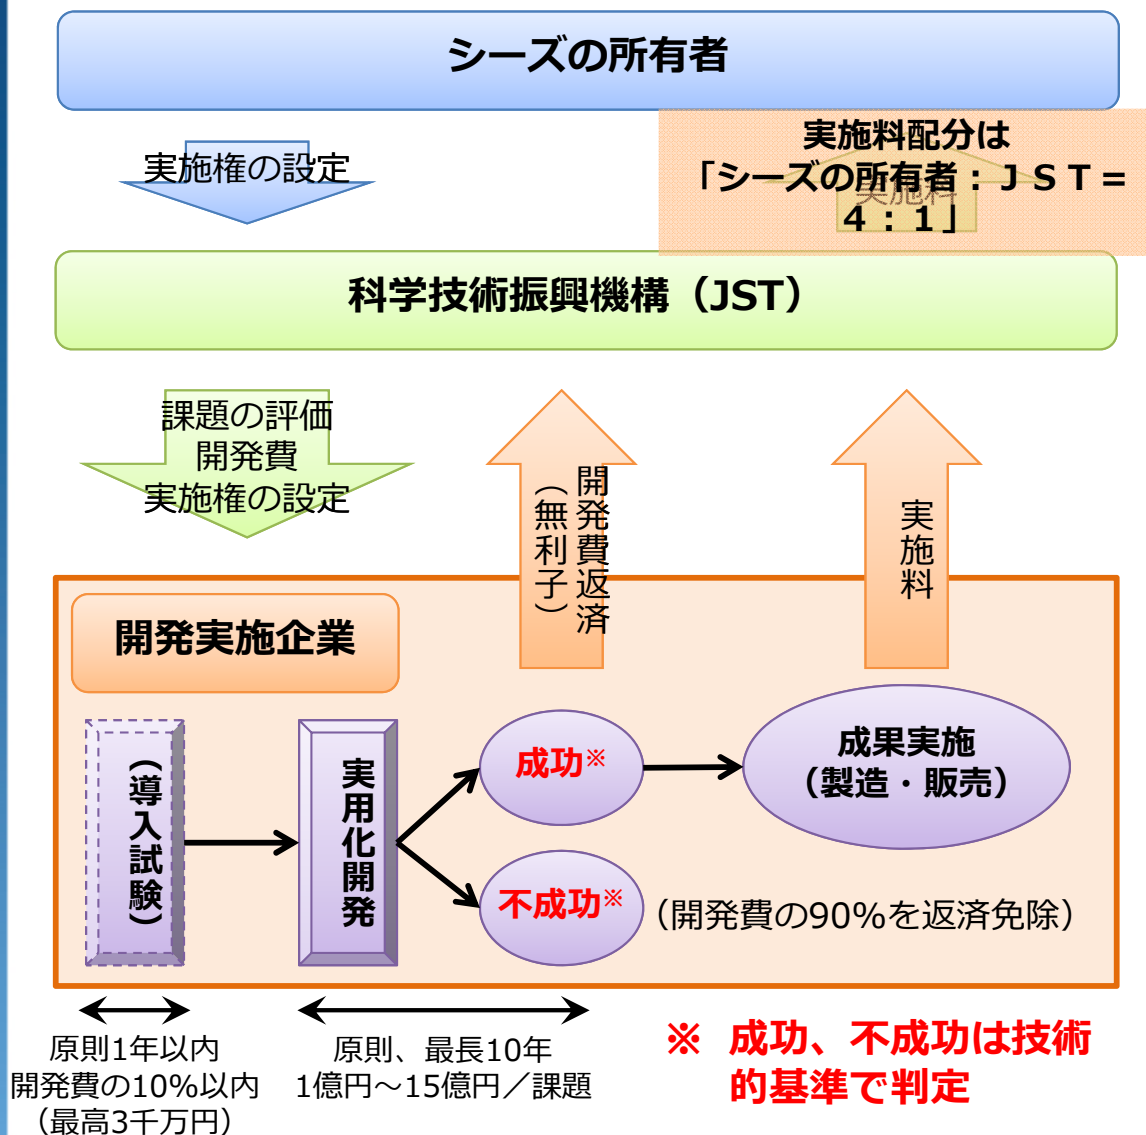 シーズの所有者
実施権の設定
実施料配分は
「シーズの所有者：ＪＳＴ＝
４：１」
実施料
科学技術振興機構（JST）
課題の評価
開発費
実施権の設定
開発費返済
（無利子）
実施料
開発実施企業
（導入試験）
実用化開発
成功※
不成功※
成果実施
（製造・販売）
（開発費の90%を返済免除）
原則1年以内
開発費の10%以内
（最高3千万円）
原則、最長10年
1億円～15億円／課題
※ 成功、不成功は技術
的基準で判定